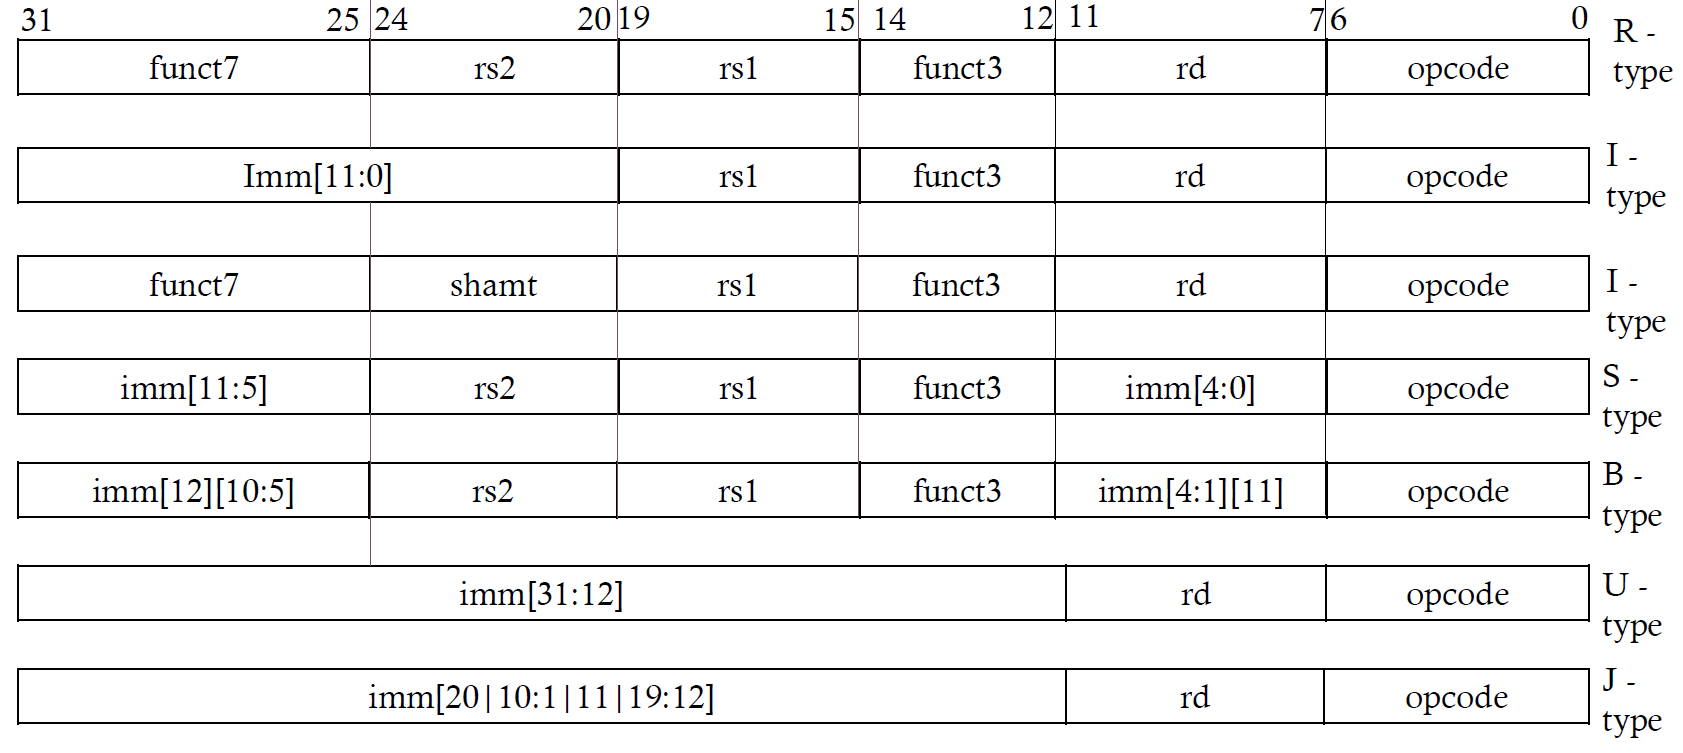 31 25 24 20 19 15 14 12 11 7 6 0
funct7 rs2 rs1 funct3 rd opcode R - type
Imm[11:0] rs1 funct3 rd opcode I - type
funct7 shamt rs1 funct3 rd opcode I - type
imm[11:5] rs2 rs1 funct3 imm[4:0] opcode S - type
imm[12][10:5] rs2 rs1 funct3 imm[4:1][11] opcode B - type
imm[31:12] rd opcode U - type
imm[20|10:1|11|19:12] rd opcode J - type